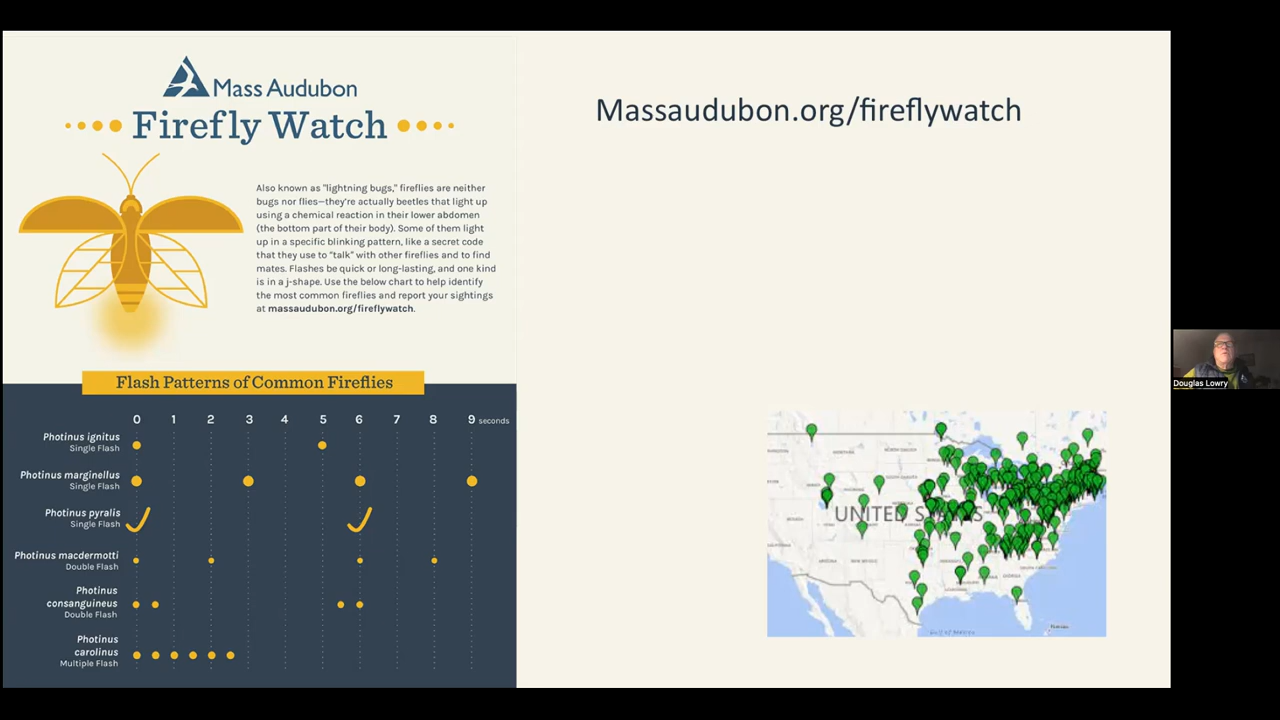 Mass Audubon
Firefly Watch
Also known as "lightning bugs," fireflies are neither
bugs nor flies—they're actually beetles that light up
using a chemical reaction in their lower abdomen
(the bottom part of their body). Some of them light
up in a specific blinking pattern, like a secret code
that they use to "talk" with other fireflies and to find
mates. Flashes be quick or long-lasting, and one kind
is in a j-shape. Use the below chart to help identify
the most common fireflies and report your sightings
at massaudubon.org/fireflywatch.
Flash Patterns of Common Fireflies
0 1 2 3 4 5 6 7 8 9 seconds
Photinus ignitus
Single Flash
Photinus marginellus
Single Flash
Photinus pyralis
Single Flash
Photinus macdermotti
Double Flash
Photinus
consanguineus
Double Flash
Photinus
carolinus
Multiple Flash
Massaudubon.org/fireflywatch
UNITED STATES
Douglas Lowry